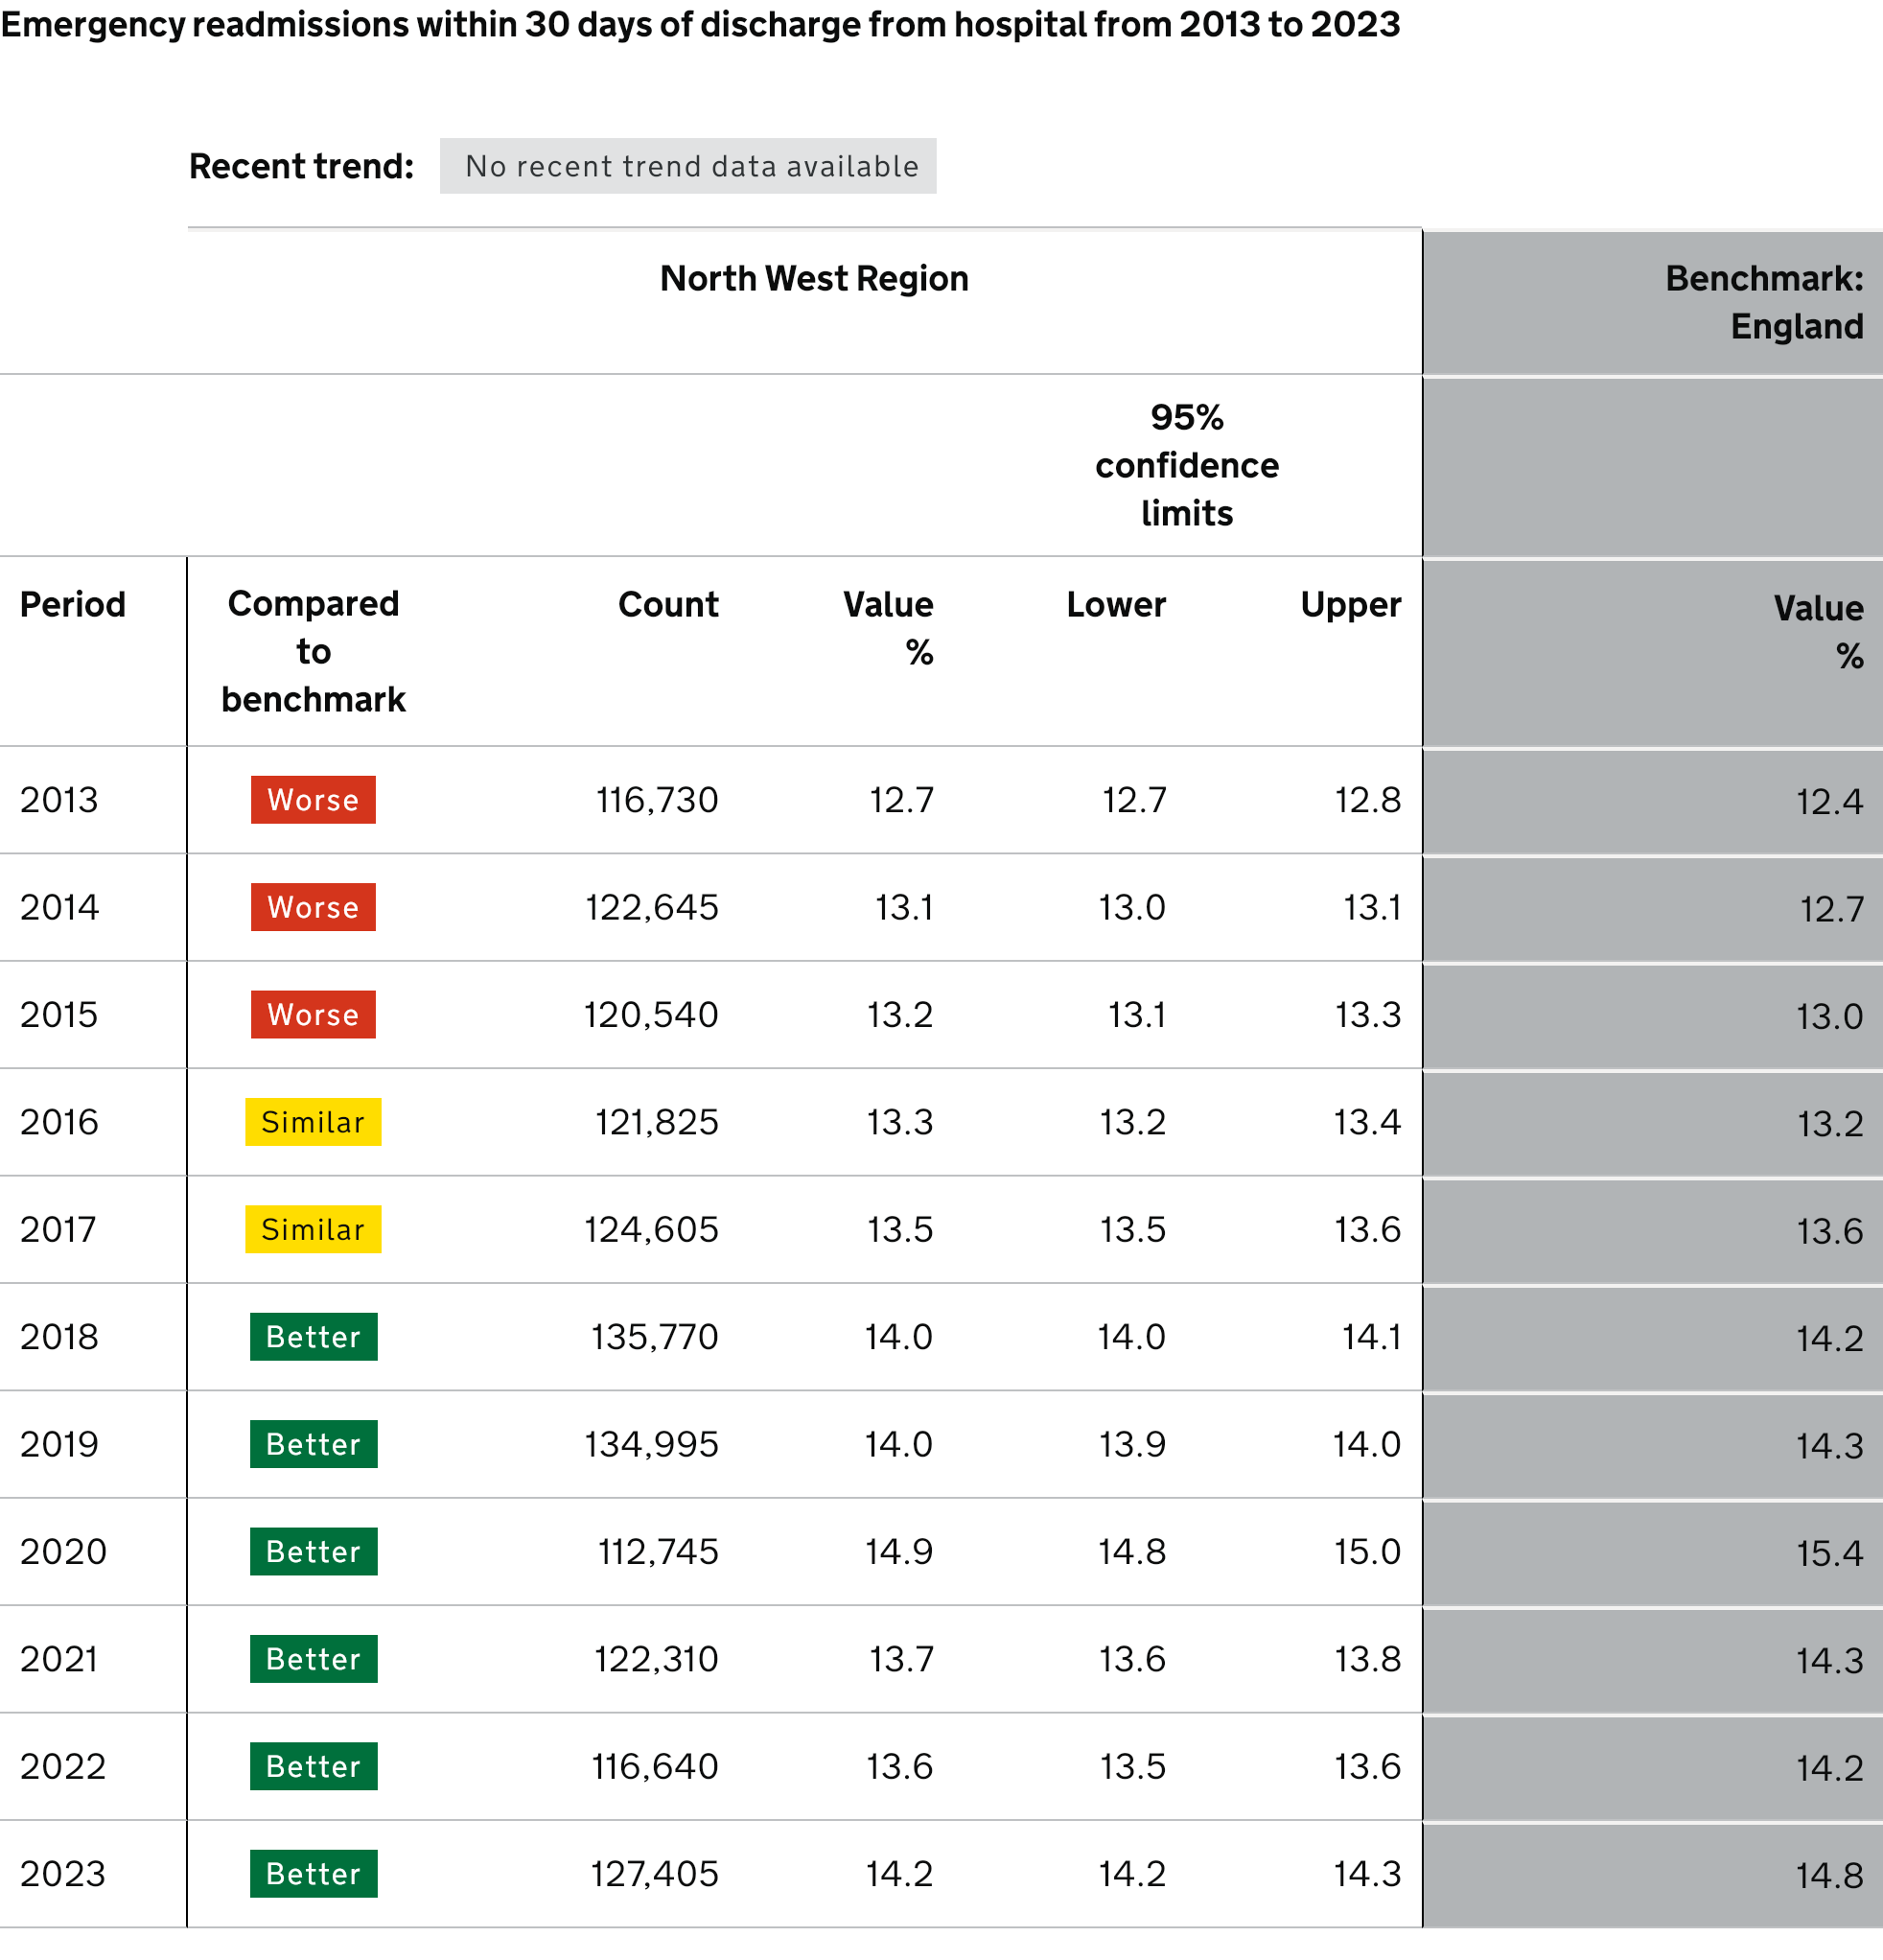 Emergency readmissions within 30 days of discharge from hospital from 2013 to 2023
Recent trend: No recent trend data available
North West Region Benchmark:
England
95%
confidence
limits
Period Compared Count Value Lower Upper Value
to % %
benchmark
2013 Worse 116,730 12.7 12.7 12.8 12.4
2014 Worse 122,645 13.1 13.0 13.1 12.7
2015 Worse 120,540 13.2 13.1 13.3 13.0
2016 Similar 121,825 13.3 13.2 13.4 13.2
2017 Similar 124,605 13.5 13.5 13.6 13.6
2018 Better 135,770 14.0 14.0 14.1 14.2
2019 Better 134,995 14.0 13.9 14.0 14.3
2020 Better 112,745 14.9 14.8 15.0 15.4
2021 Better 122,310 13.7 13.6 13.8 14.3
2022 Better 116,640 13.6 13.5 13.6 14.2
2023 Better 127,405 14.2 14.2 14.3 14.8